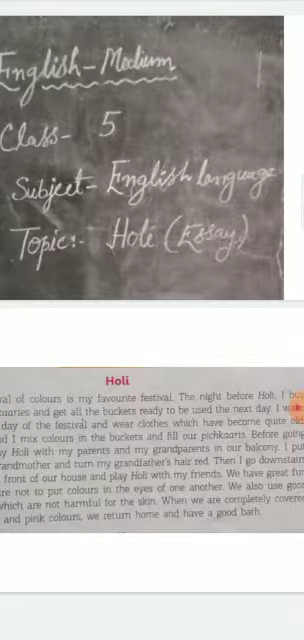 English-Medium
Class- 5
Subject- English language
Topic:- Holi (Essay)
Holi
ral of colours is my favourite festival. The night before Holi, I buy
kaaries and get all the buckets ready to be used the next day. I
day of the festival and wear clothes which have become quite old
nd I mix colours in the buckets and fill our pichkaaris. Before going
ay Holi with my parents and my grandparents in our balcony. I put
randmother and turn my grandfather's hair red. Then I go downstairs
front of our house and play Holi with my friends. We have great fun
are not to put colours in the eyes of one another. We also use good
which are not harmful for the skin. When we are completely covered
and pink colours, we return home and have a good bath.